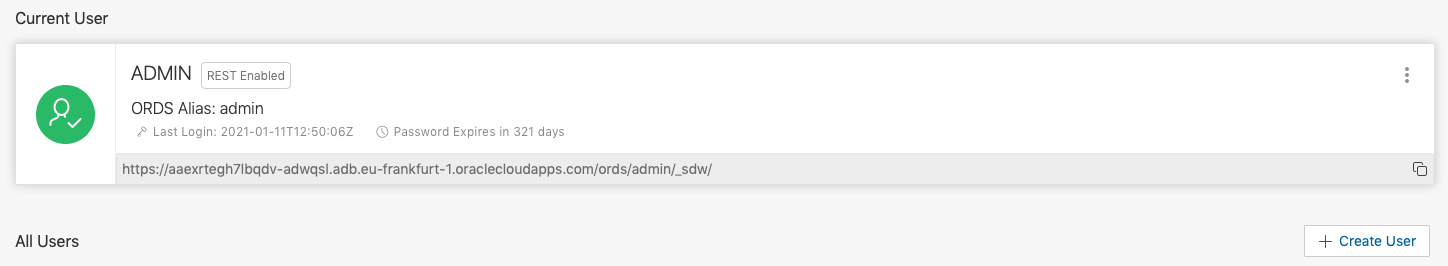 Current User
ADMIN REST Enabled
ORDS Alias: admin
Last Login: 2021-01-11T12:50:06Z Password Expires in 321 days
https://aaexrtegh7lbqdv-adwqsl.adb.eu-frankfurt-1.oraclecloudapps.com/ords/admin/_sdw/
All Users
Create User